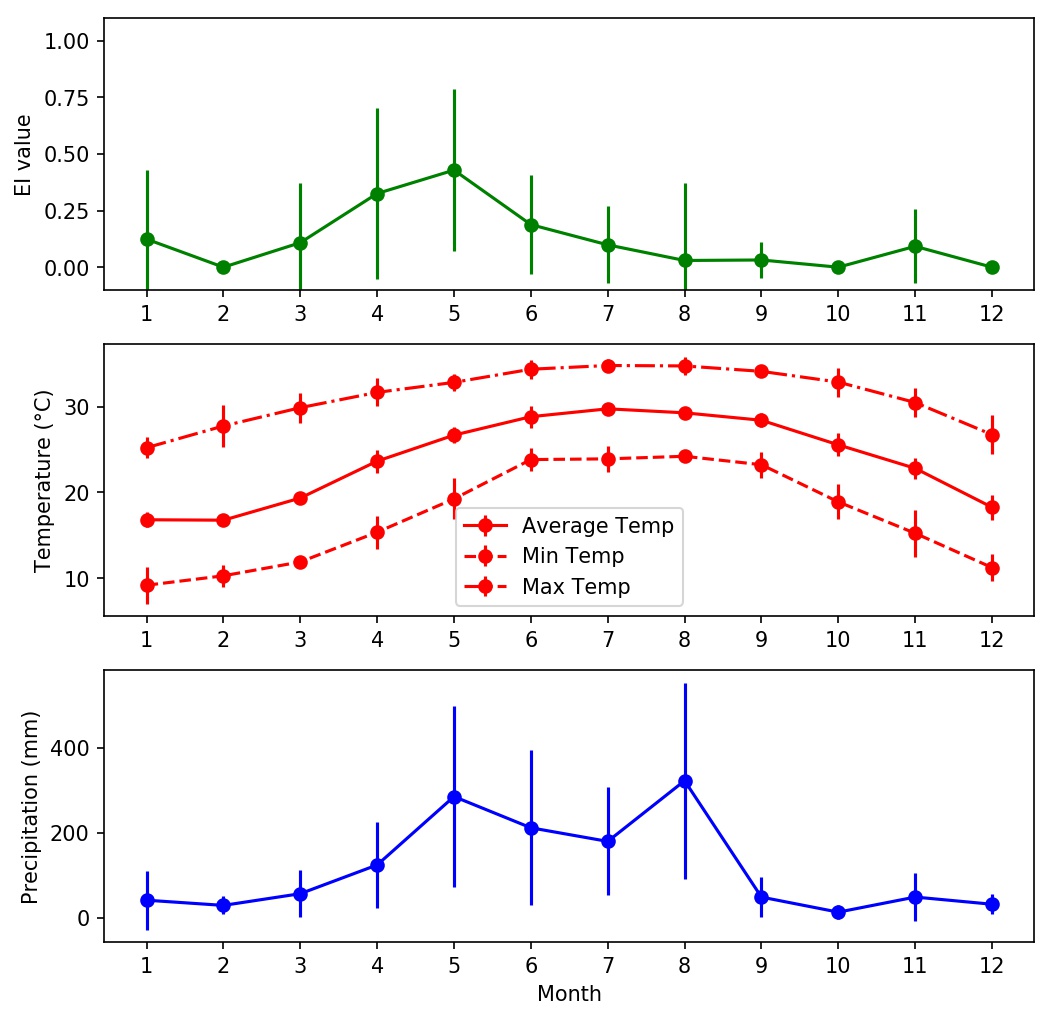 EI value
1.00
0.75
0.50
0.25
0.00
1 2 3 4 5 6 7 8 9 10 11 12
Temperature (°C)
30
20
10
Average Temp
Min Temp
Max Temp
1 2 3 4 5 6 7 8 9 10 11 12
Precipitation (mm)
400
200
0
1 2 3 4 5 6 7 8 9 10 11 12
Month